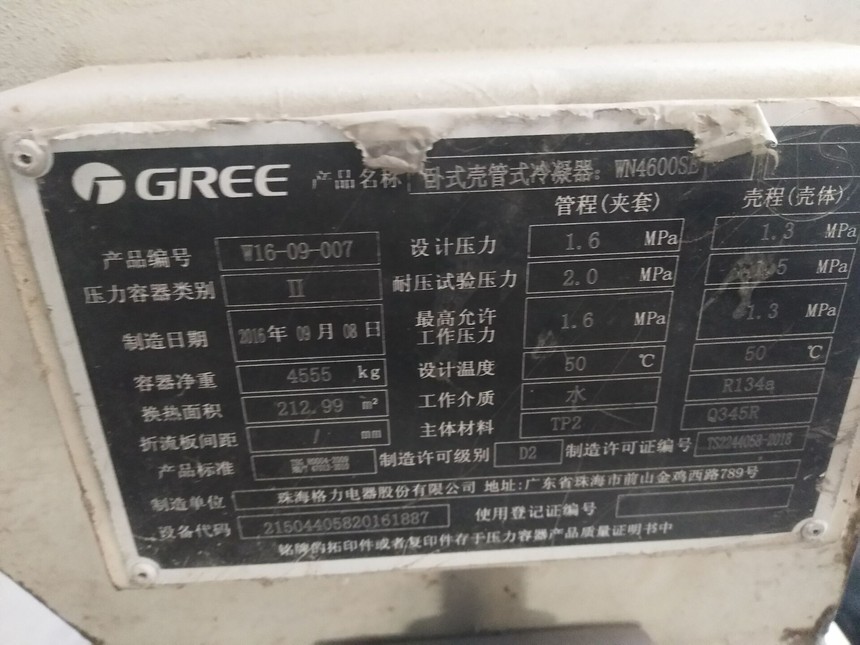 GREE 产品名称 卧式壳管式冷凝器: WN4600SE
管程(夹套) 壳程(壳体)
产品编号 W16-09-007 设计压力 1.6 MPa 1.3 MPa
压力容器类别 II 耐压试验压力 2.0 MPa MPa
制造日期 2016年 09月 08日 最高允许工作压力 1.6 MPa 1.3 MPa
容器净重 4555 kg 设计温度 50 ℃ 50 ℃
换热面积 212.99 m² 工作介质 水 R134a
折流板间距 / mm 主体材料 TP2 Q345R
产品标准 制造许可级别 D2 制造许可证编号 TS2244058-2018
制造单位 珠海格力电器股份有限公司 地址:广东省珠海市前山金鸡西路789号
设备代码 21504405820161887 使用登记证编号
铭牌的拓印件或者复印件存于压力容器产品质量证明书中